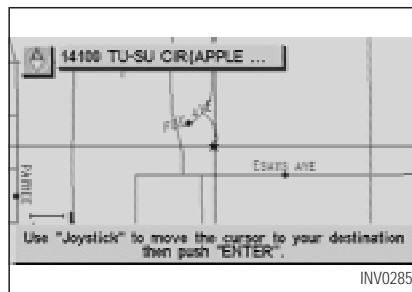 14100 TU-SU CIR(APPLE ...
AVE
Use "Joystick" to move the cursor to your destination
then push "ENTER".
INV0285